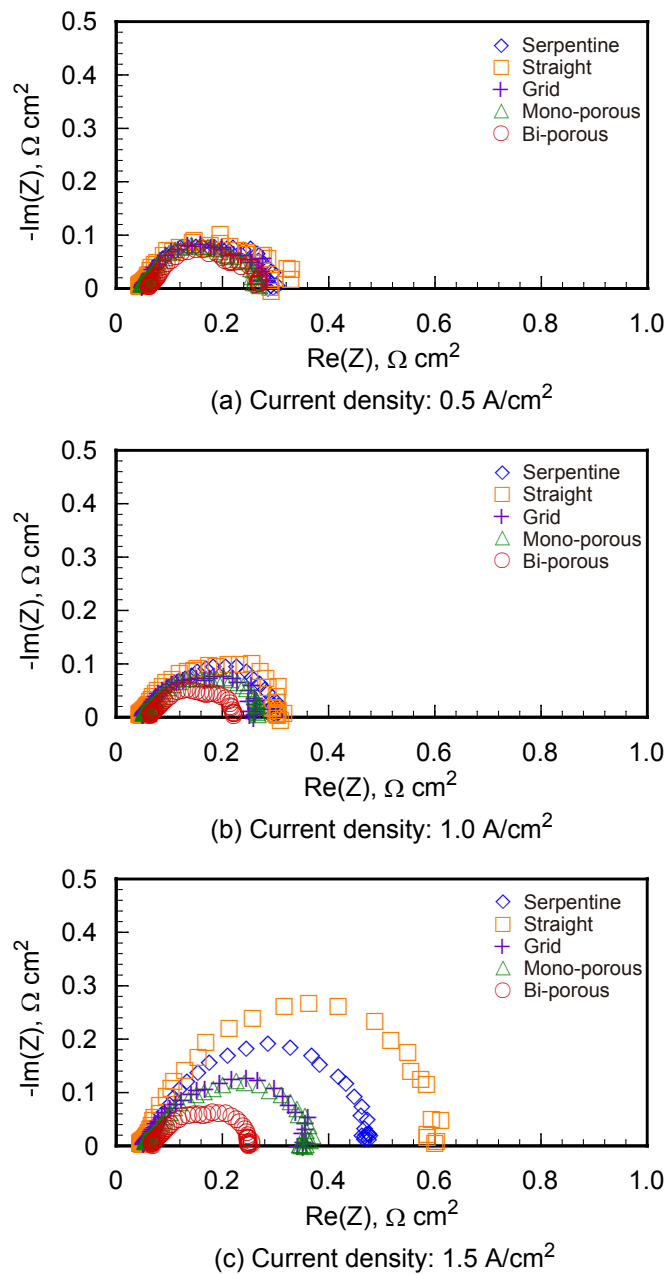 0.5
0.4
0.3
0.2
0.1
0
-Im(Z), Ω cm²
Serpentine
Straight
Grid
Mono-porous
Bi-porous
0 0.2 0.4 0.6 0.8 1.0
Re(Z), Ω cm²
(a) Current density: 0.5 A/cm²
0.5
0.4
0.3
0.2
0.1
0
-Im(Z), Ω cm²
Serpentine
Straight
Grid
Mono-porous
Bi-porous
0 0.2 0.4 0.6 0.8 1.0
Re(Z), Ω cm²
(b) Current density: 1.0 A/cm²
0.5
0.4
0.3
0.2
0.1
0
-Im(Z), Ω cm²
Serpentine
Straight
Grid
Mono-porous
Bi-porous
0 0.2 0.4 0.6 0.8 1.0
Re(Z), Ω cm²
(c) Current density: 1.5 A/cm²